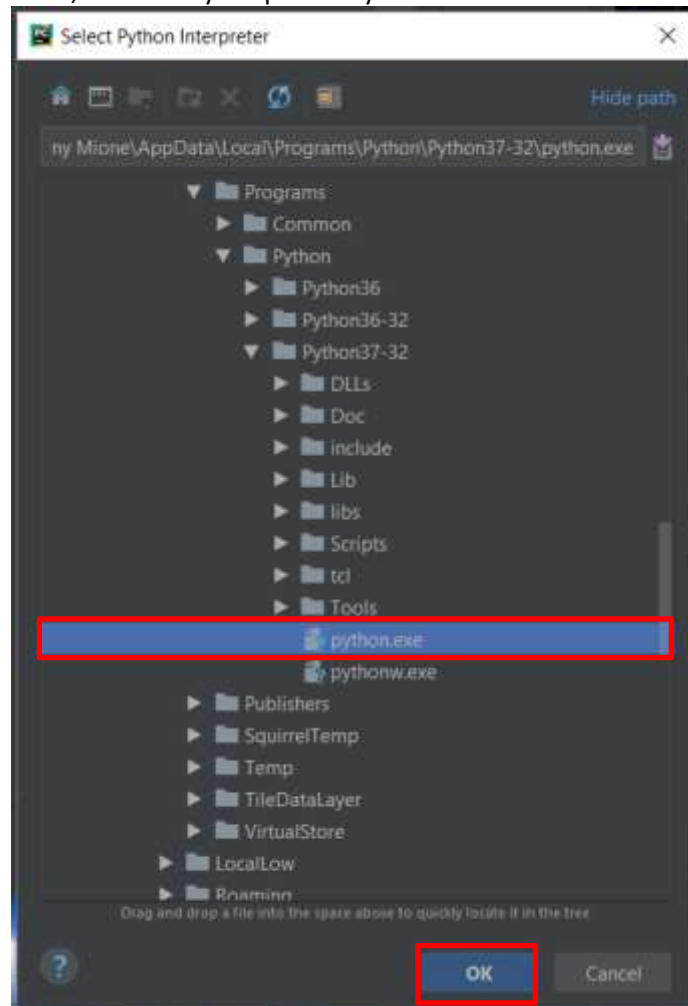 Select Python Interpreter
Hide path
ny Mione\AppData\Local\Programs\Python\Python37-32\python.exe
Programs
Common
Python
Python36
Python36-32
Python37-32
DLLs
Doc
include
Lib
libs
Scripts
tcl
Tools
python.exe
pythonw.exe
Publishers
SquirrelTemp
Temp
TileDataLayer
VirtualStore
LocalLow
Roaming
Drag and drop a file into the space above to quickly locate it in the tree
?
OK
Cancel